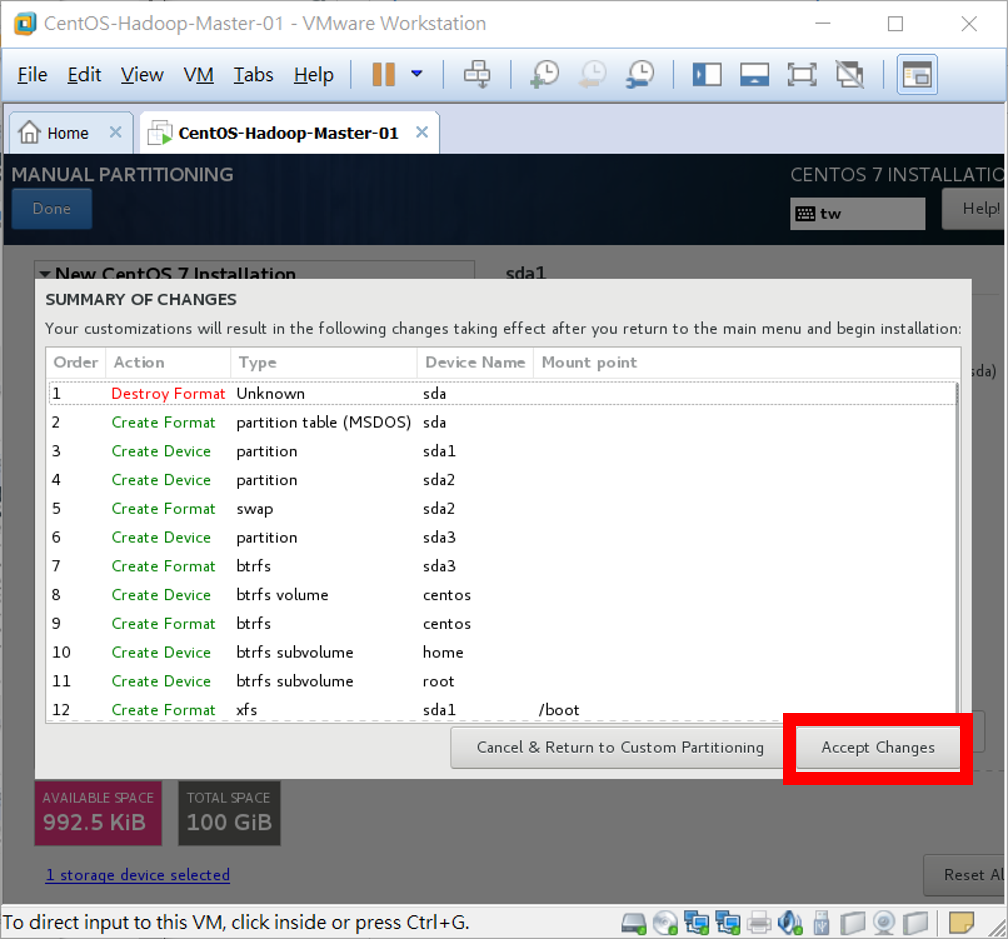 CentOS-Hadoop-Master-01 - VMware Workstation
File Edit View VM Tabs Help
Home CentOS-Hadoop-Master-01
MANUAL PARTITIONING CENTOS 7 INSTALLATIO
Done tw Help!
New CentOS 7 Installation sda1
SUMMARY OF CHANGES
Your customizations will result in the following changes taking effect after you return to the main menu and begin installation:
Order Action Type Device Name Mount point
sda)
1 Destroy Format Unknown sda
2 Create Format partition table (MSDOS) sda
3 Create Device partition sda1
4 Create Device partition sda2
5 Create Format swap sda2
6 Create Device partition sda3
7 Create Format btrfs sda3
8 Create Device btrfs volume centos
9 Create Format btrfs centos
10 Create Device btrfs subvolume home
11 Create Device btrfs subvolume root
12 Create Format xfs sda1 /boot
Cancel & Return to Custom Partitioning Accept Changes
AVAILABLE SPACE TOTAL SPACE
992.5 KiB 100 GiB
1 storage device selected Reset Al
To direct input to this VM, click inside or press Ctrl+G.